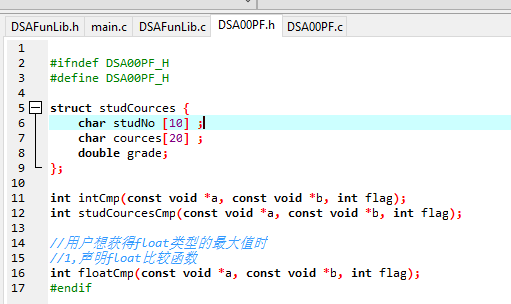 DSAFunLib.h main.c DSAFunLib.c DSA00PF.h DSA00PF.c
1
2 #ifndef DSA00PF_H
3 #define DSA00PF_H
4
5 struct studCources {
6 char studNo [10] ;
7 char cources[20] ;
8 double grade;
9 };
10
11 int intCmp(const void *a, const void *b, int flag);
12 int studCourcesCmp(const void *a, const void *b, int flag);
13
14 //用户想获得float类型的最大值时
15 //1,声明float比较函数
16 int floatCmp(const void *a, const void *b, int flag);
17 #endif